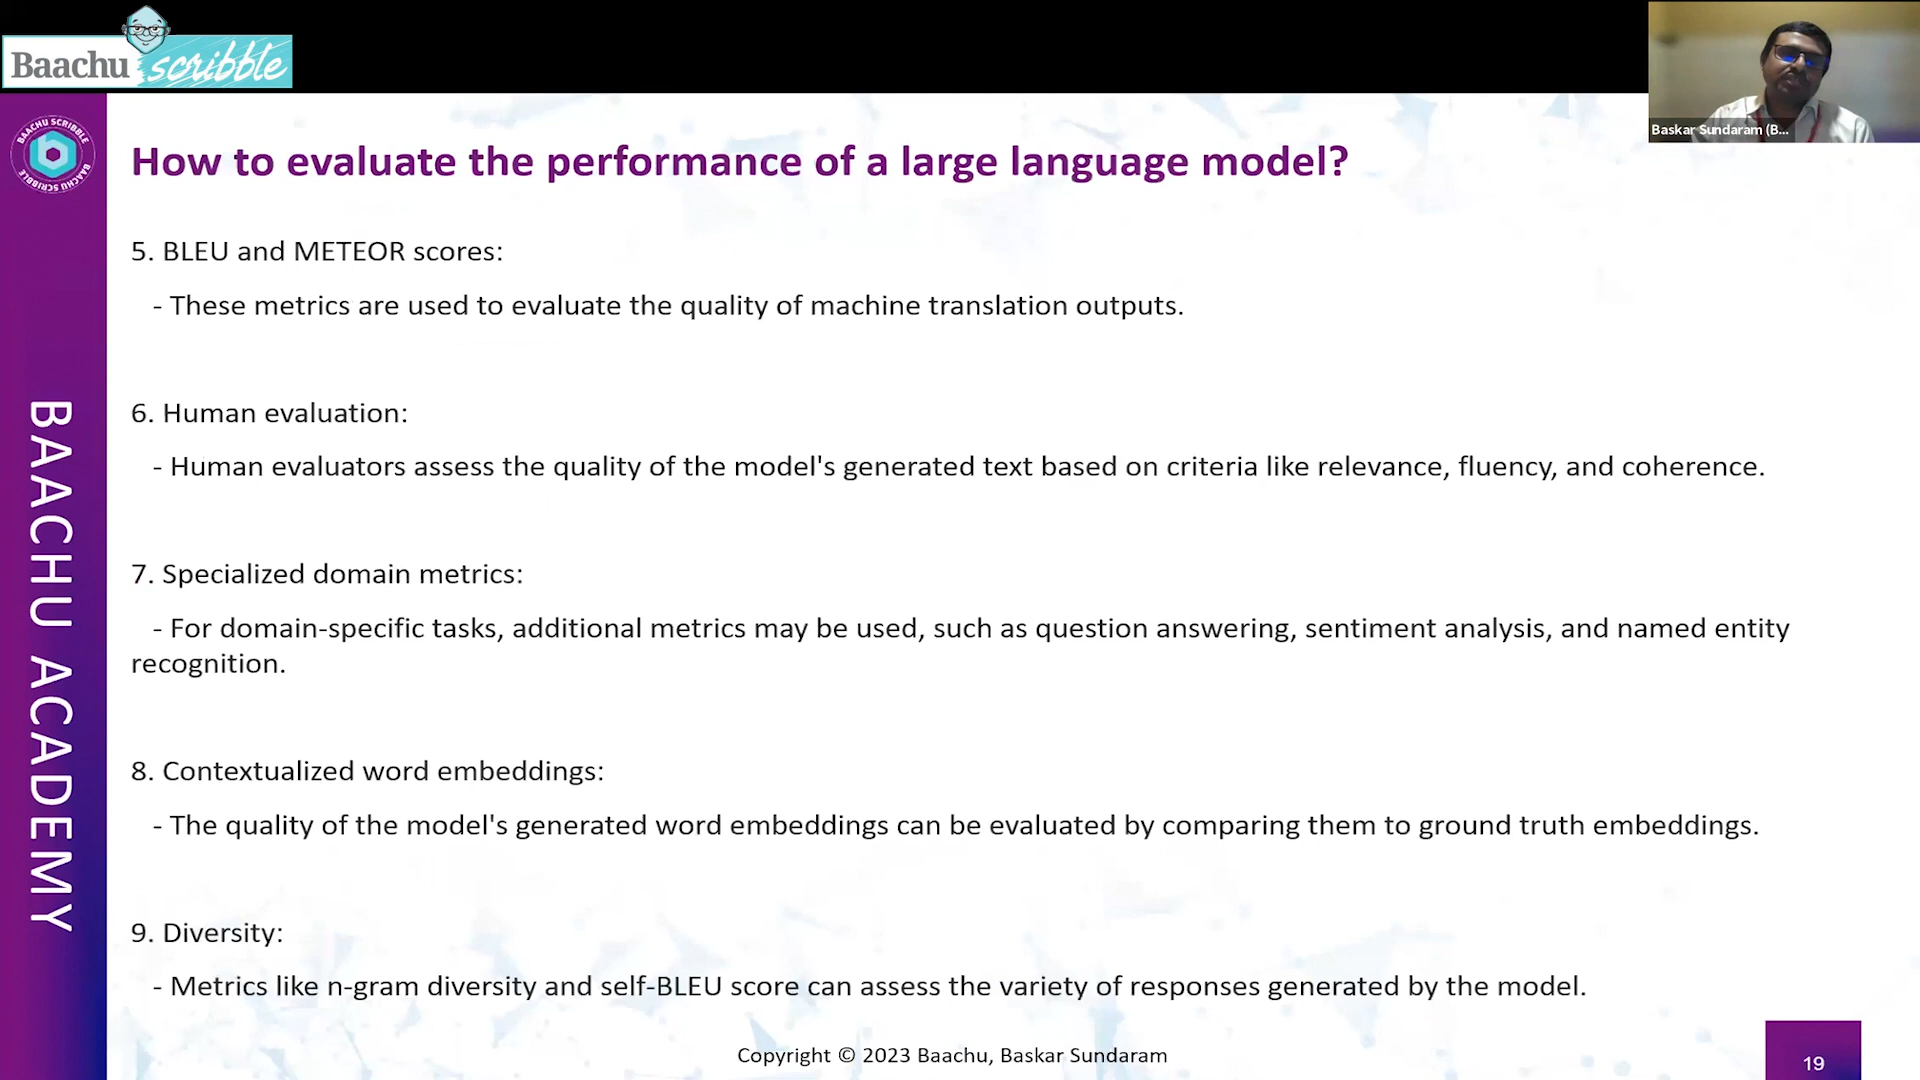 Baachu scribble
Baskar Sundaram (B...
BAACHU SCRIBBLE
BAACHU SCRIBBLE
BAACHU ACADEMY
How to evaluate the performance of a large language model?
5. BLEU and METEOR scores:
- These metrics are used to evaluate the quality of machine translation outputs.
6. Human evaluation:
- Human evaluators assess the quality of the model's generated text based on criteria like relevance, fluency, and coherence.
7. Specialized domain metrics:
- For domain-specific tasks, additional metrics may be used, such as question answering, sentiment analysis, and named entity
recognition.
8. Contextualized word embeddings:
- The quality of the model's generated word embeddings can be evaluated by comparing them to ground truth embeddings.
9. Diversity:
- Metrics like n-gram diversity and self-BLEU score can assess the variety of responses generated by the model.
Copyright © 2023 Baachu, Baskar Sundaram
19